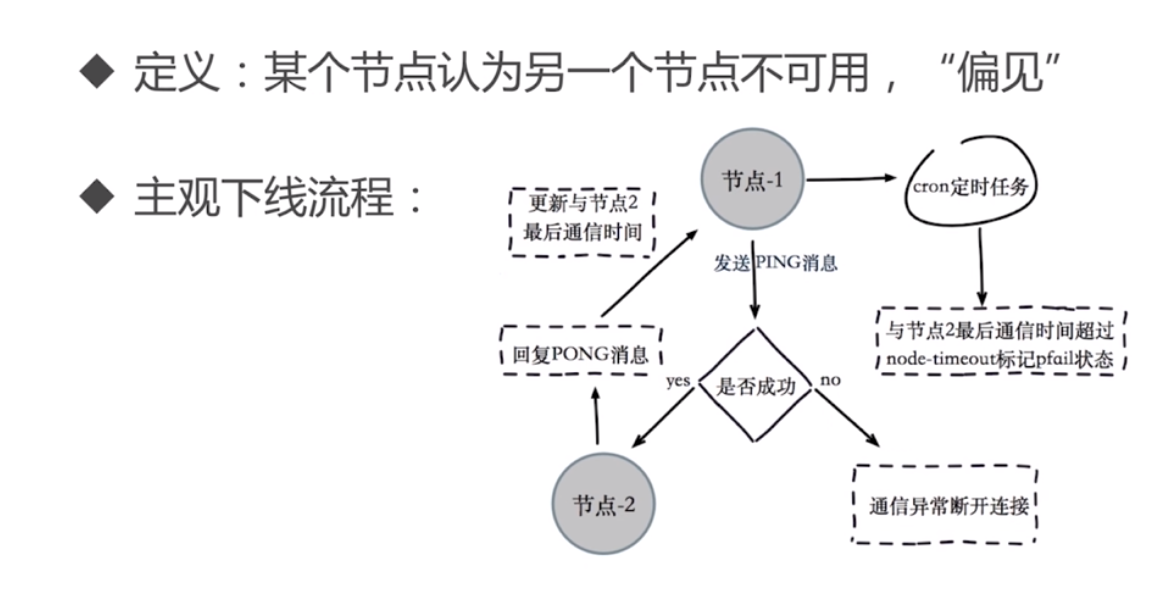 定义：某个节点认为另一个节点不可用，“偏见”
主观下线流程：
节点-1
cron定时任务
更新与节点2
最后通信时间
发送PING消息
与节点2最后通信时间超过
node-timeout标记pfail状态
回复PONG消息
yes
是否成功
no
节点-2
通信异常断开连接